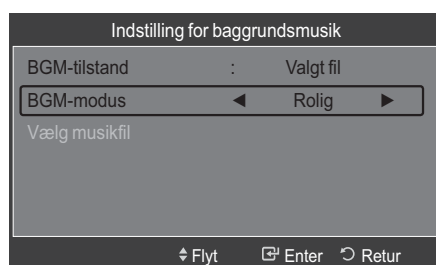 Indstilling for baggrundsmusik
BGM-tilstand : Valgt fil
BGM-modus ◀ Rolig ▶
Vælg musikfil
Flyt Enter Retur